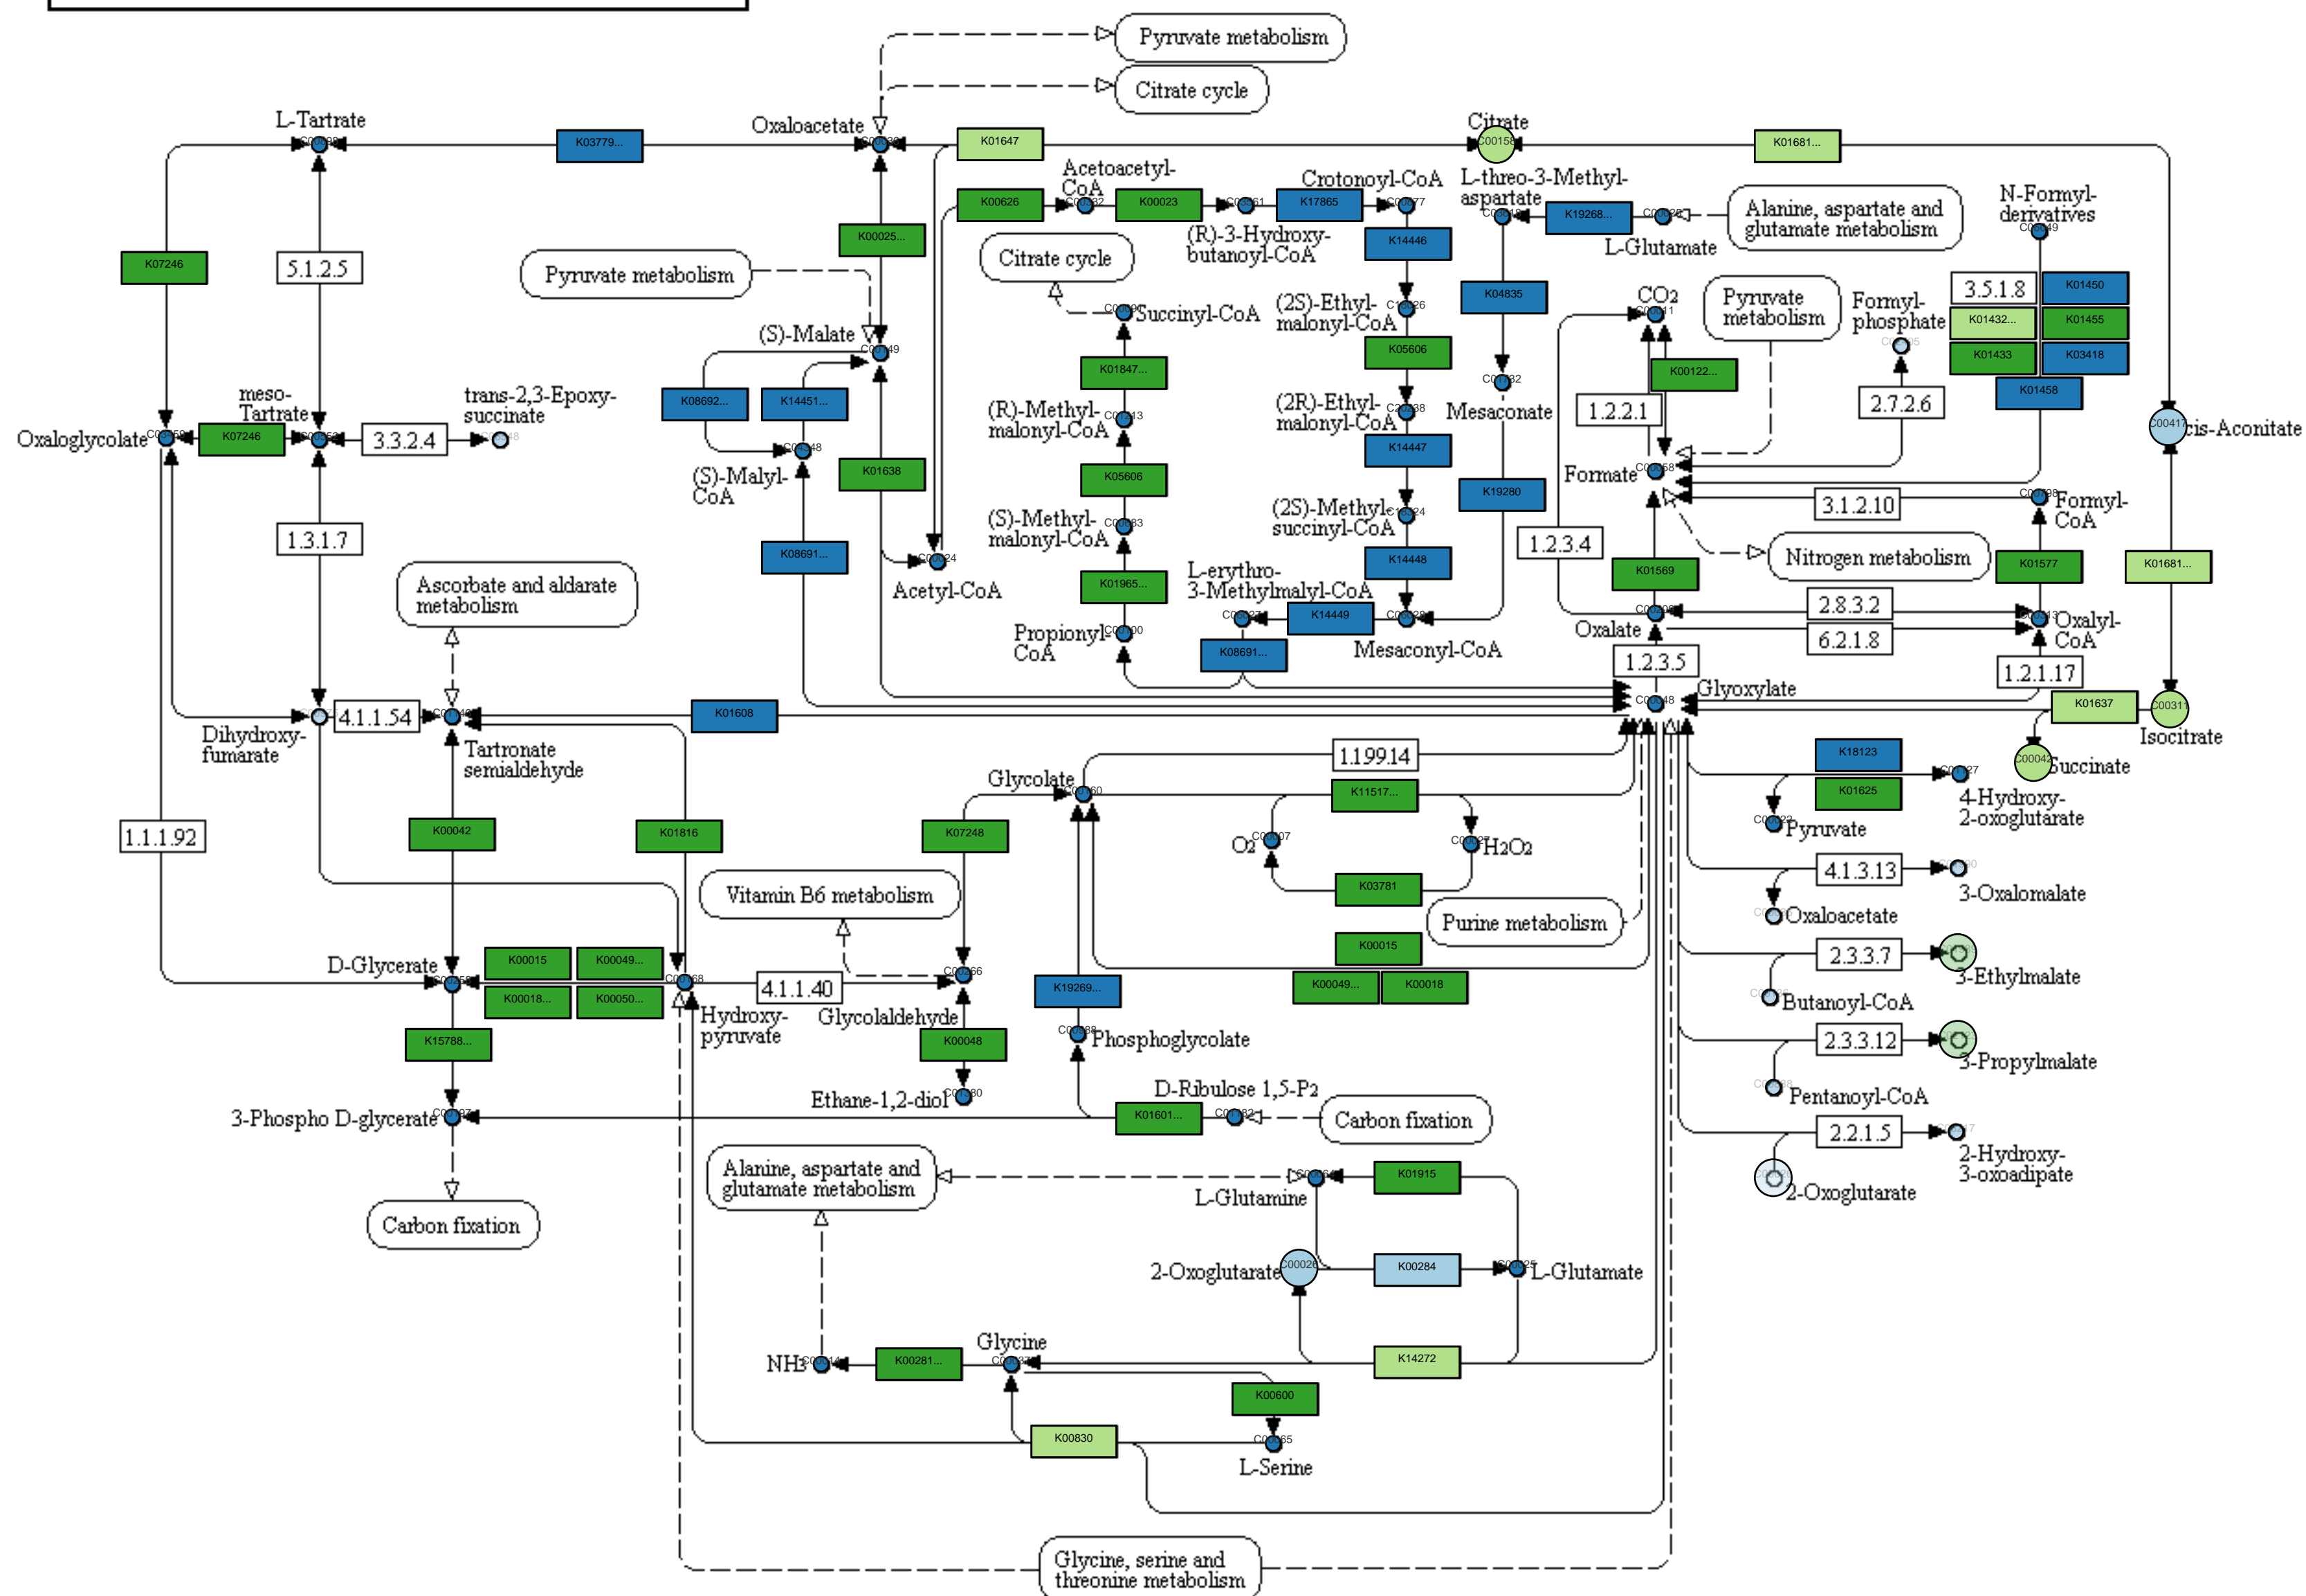 Pyruvate metabolism
Citrate cycle
L-Tartrate
K03779...
Oxaloacetate
K01647
Citrate
C00158
K01681...
K00626
Acetoacetyl-
CoA
K00023
K17865
Crotonoyl-CoA
L-threo-3-Methyl-
aspartate
K19268...
L-Glutamate
Alanine, aspartate and
glutamate metabolism
N-Formyl-
derivatives
K07246
5.1.2.5
K00025...
Pyruvate metabolism
Citrate cycle
(R)-3-Hydroxy-
butanoyl-CoA
K14446
K04835
CO2
Pyruvate
metabolism
Formyl-
phosphate
3.5.1.8
K01450
K01432...
K01455
K01433
K03418
K01458
(S)-Malate
Succinyl-CoA
(2S)-Ethyl-
malonyl-CoA
K05606
K00122...
1.2.2.1
2.7.2.6
K08692...
K14451...
K01847...
(R)-Methyl-
malonyl-CoA
(2R)-Ethyl-
malonyl-CoA
Mesaconate
meso-
Tartrate
trans-2,3-Epoxy-
succinate
Oxaloglycolate
K07246
3.3.2.4
C00417
cis-Aconitate
(S)-Malyl-
CoA
K01638
K05606
K14447
K19280
Formate
3.1.2.10
Formyl-
CoA
1.3.1.7
K08691...
(S)-Methyl-
malonyl-CoA
(2S)-Methyl-
succinyl-CoA
1.2.3.4
Nitrogen metabolism
Ascorbate and aldarate
metabolism
Acetyl-CoA
K01965...
L-erythro-
3-Methylmalyl-CoA
K14448
K01569
K01577
K01681...
K14449
Propionyl-
CoA
K08691...
Mesaconyl-CoA
Oxalate
2.8.3.2
6.2.1.8
Oxalyl-
CoA
1.2.3.5
1.2.1.17
Glyoxylate
K01637
C00311
Isocitrate
Dihydroxy-
fumarate
4.1.1.54
Tartronate
semialdehyde
K01608
C00042
Succinate
1.1.99.14
Glycolate
K18123
K01625
4-Hydroxy-
2-oxoglutarate
Pyruvate
K11517...
1.1.1.92
K00042
K01816
K07248
O2
H2O2
K03781
4.1.3.13
3-Oxalomalate
Oxaloacetate
Vitamin B6 metabolism
Purine metabolism
D-Glycerate
K00015
K00049...
K00018...
K00050...
4.1.1.40
Hydroxy-
pyruvate
Glycolaldehyde
K00015
K00049...
K00018
K19269...
2.3.3.7
3-Ethylmalate
Butanoyl-CoA
K15788...
K00048
Phosphoglycolate
2.3.3.12
3-Propylmalate
Pentanoyl-CoA
Ethane-1,2-diol
D-Ribulose 1,5-P2
3-Phospho D-glycerate
K01601...
Carbon fixation
2.2.1.5
2-Hydroxy-
3-oxoadipate
2-Oxoglutarate
Carbon fixation
Alanine, aspartate and
glutamate metabolism
L-Glutamine
K01915
2-Oxoglutarate
C00026
K00284
L-Glutamate
NH3
K00281...
Glycine
K14272
K00600
K00830
L-Serine
Glycine, serine and
threonine metabolism